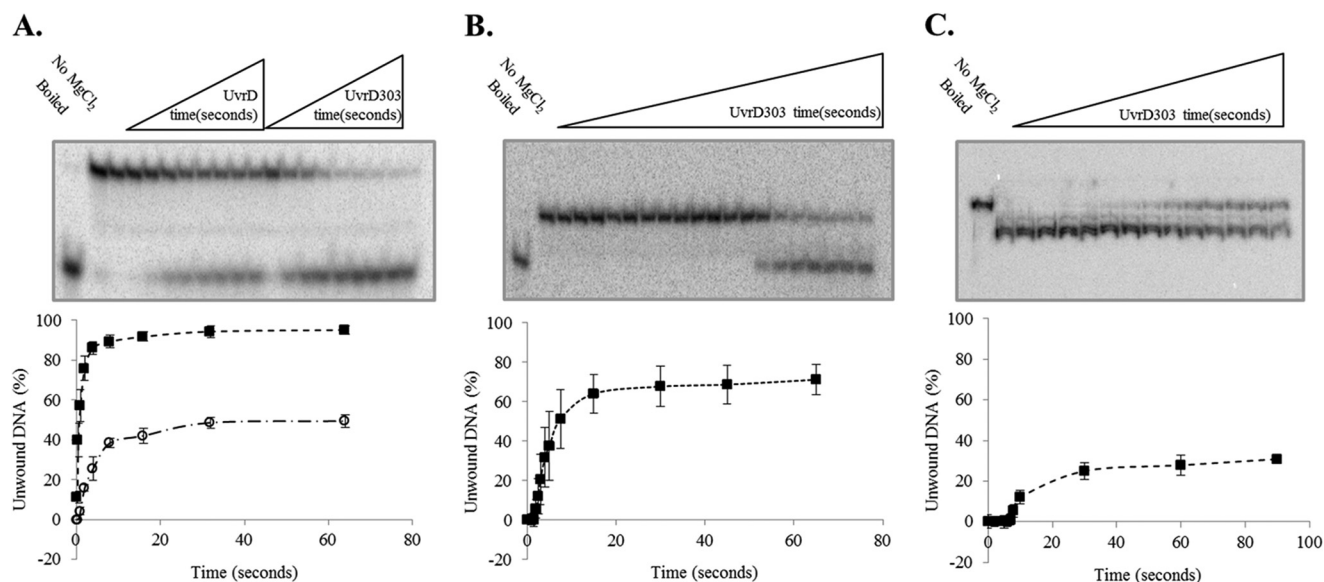 A.
No MgCl2
Boiled
UvrD
time(seconds)
UvrD303
time(seconds)
100
80
60
40
20
0
-20
0
20
40
60
80
Unwound DNA (%)
Time (seconds)
B.
No MgCl2
Boiled
UvrD303 time(seconds)
100
80
60
40
20
0
-20
0
20
40
60
80
Unwound DNA (%)
Time (seconds)
C.
No MgCl2
Boiled
UvrD303 time(seconds)
100
80
60
40
20
0
-20
0
20
40
60
80
100
Unwound DNA (%)
Time (seconds)